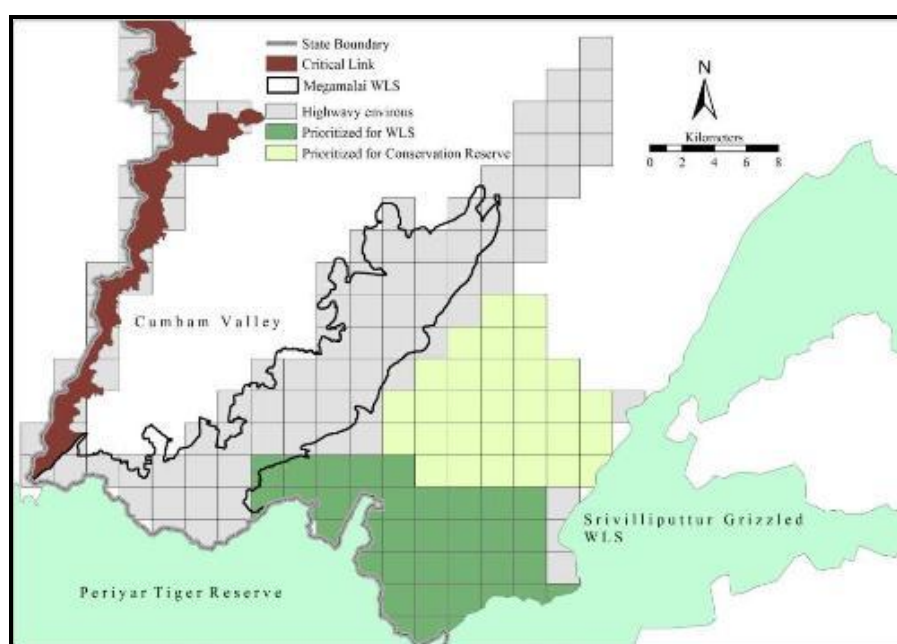 State Boundary
Critical Link
Megamalai WLS
Highwavy environs
Prioritized for WLS
Prioritized for Conservation Reserve
N
Kilometers
0 2 4 6 8
Cumbam Valley
Srivilliputtur Grizzled
WLS
Periyar Tiger Reserve